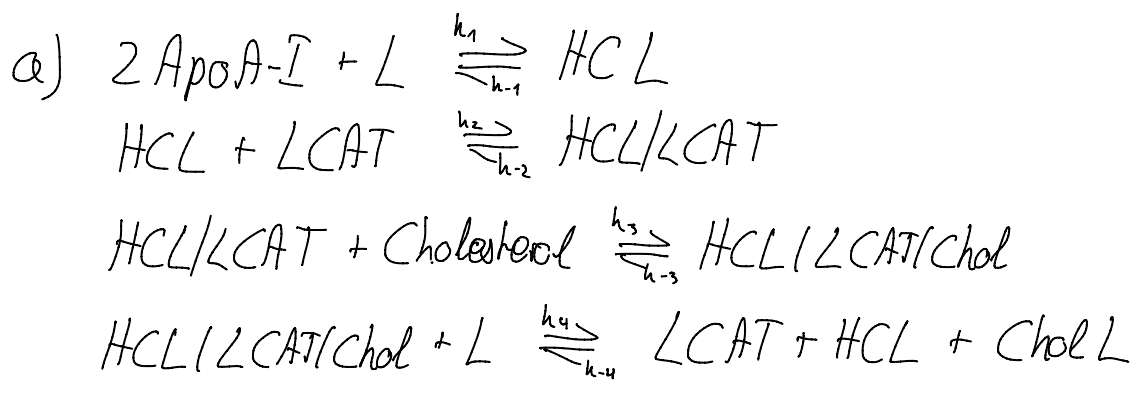 a) 2 ApoA-I + L ⇌ HCL k1 k-1
HCL + LCAT ⇌ HCL/LCAT k2 k-2
HCL/LCAT + Cholesterol ⇌ HCL/LCAT/Chol k3 k-3
HCL/LCAT/Chol + L ⇌ LCAT + HCL + Chol L k4 k-4